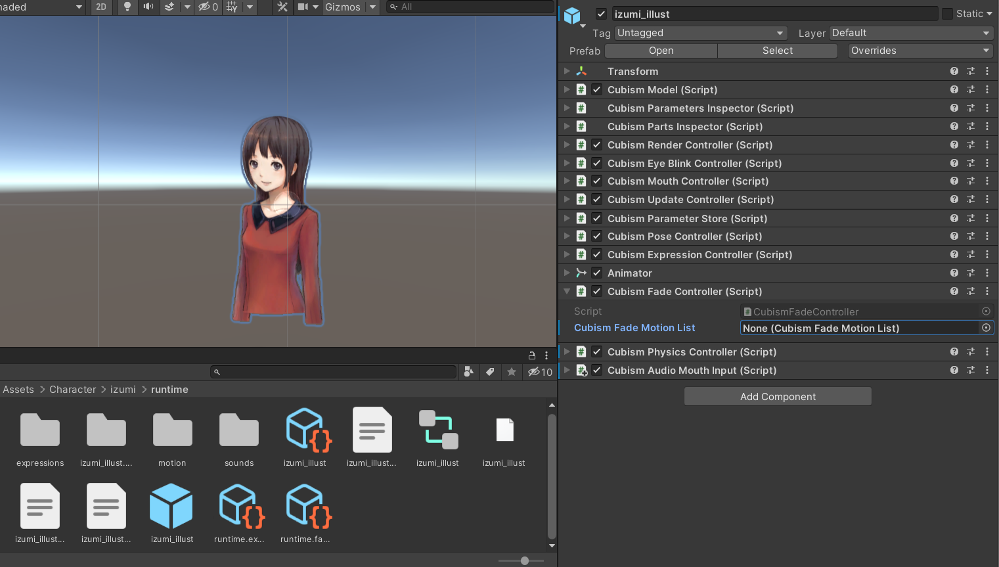 naded
2D
0
Gizmos
All
izumi_illust
Static
Tag Untagged Layer Default
Prefab Open Select Overrides
Transform
Cubism Model (Script)
Cubism Parameters Inspector (Script)
Cubism Parts Inspector (Script)
Cubism Render Controller (Script)
Cubism Eye Blink Controller (Script)
Cubism Mouth Controller (Script)
Cubism Update Controller (Script)
Cubism Parameter Store (Script)
Cubism Pose Controller (Script)
Cubism Expression Controller (Script)
Animator
Cubism Fade Controller (Script)
Script CubismFadeController
Cubism Fade Motion List None (Cubism Fade Motion List)
Cubism Physics Controller (Script)
Cubism Audio Mouth Input (Script)
Add Component
10
Assets > Character > izumi > runtime
expressions izumi_illust.... motion sounds izumi_illust izumi_illust... izumi_illust izumi_illust
izumi_illust... izumi_illust... izumi_illust runtime.ex... runtime.fa...